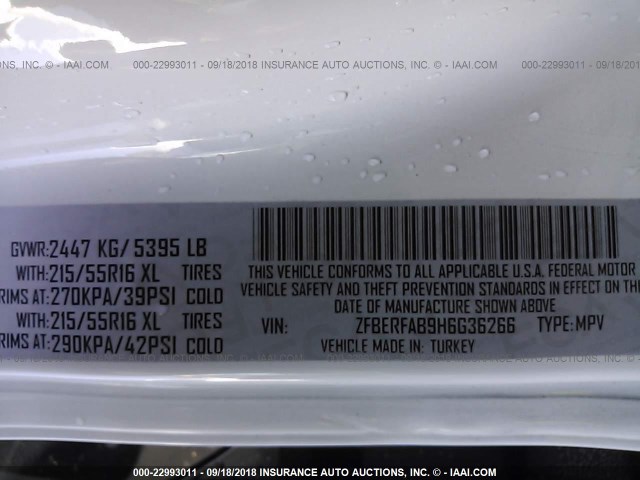 INC. - IAAI.COM
000-22993011 - 09/18/2018 INSURANCE AUTO AUCTIONS, INC. - IAAI.COM
000-22993011 - 09/18/2018
GVWR:2447 KG/ 5395 LB
WITH:215/55R16 XL TIRES
RIMS AT:270KPA/39PSI COLD
WITH:215/55R16 XL TIRES
RIMS AT:290KPA/42PSI COLD
THIS VEHICLE CONFORMS TO ALL APPLICABLE U.S.A. FEDERAL MOTOR
VEHICLE SAFETY AND THEFT PREVENTION STANDARDS IN EFFECT ON THE
DATE OF MANUFACTURE SHOWN ABOVE.
VIN: ZFBERFAB9H6G36266 TYPE:MPV
VEHICLE MADE IN: TURKEY
000-22993011 - 09/18/2018 INSURANCE AUTO AUCTIONS, INC. - IAAI.COM